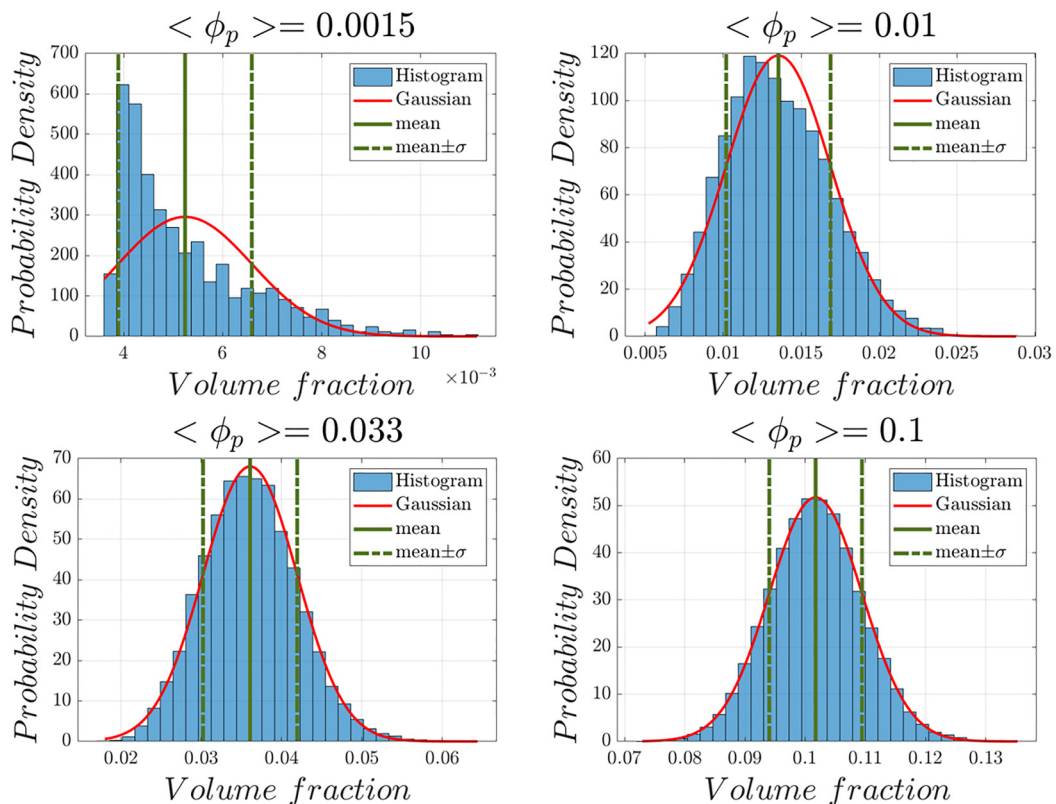 < ϕ_p >= 0.0015
700
600
500
400
300
200
100
0
Probability Density
Histogram
Gaussian
mean
mean±σ
4 6 8 10
×10⁻³
Volume fraction
< ϕ_p >= 0.01
120
100
80
60
40
20
0
Probability Density
Histogram
Gaussian
mean
mean±σ
0.005 0.01 0.015 0.02 0.025 0.03
Volume fraction
< ϕ_p >= 0.033
70
60
50
40
30
20
10
0
Probability Density
Histogram
Gaussian
mean
mean±σ
0.02 0.03 0.04 0.05 0.06
Volume fraction
< ϕ_p >= 0.1
60
50
40
30
20
10
0
Probability Density
Histogram
Gaussian
mean
mean±σ
0.07 0.08 0.09 0.1 0.11 0.12 0.13
Volume fraction